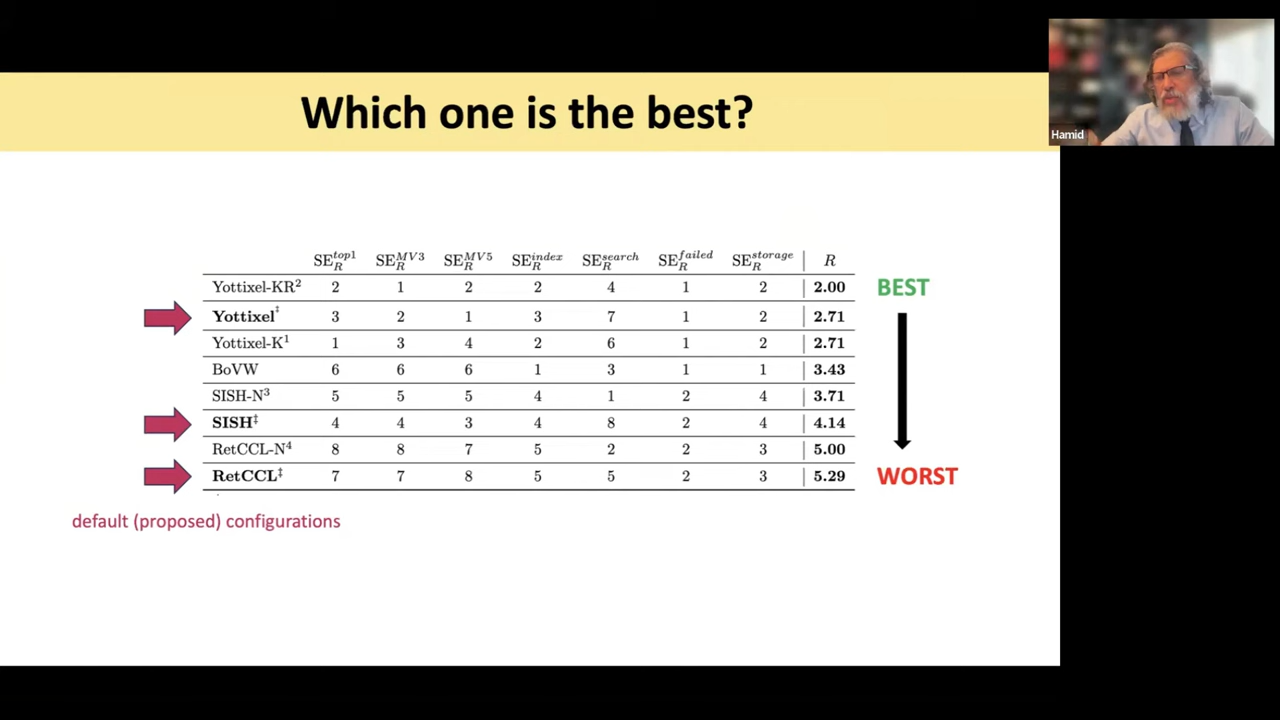 Which one is the best?
Hamid
SE_R^{top1} SE_R^{MV3} SE_R^{MV5} SE_R^{index} SE_R^{search} SE_R^{failed} SE_R^{storage} R
Yottixel-KR² 2 1 2 2 4 1 2 2.00 BEST
Yottixel‡ 3 2 1 3 7 1 2 2.71
Yottixel-K¹ 1 3 4 2 6 1 2 2.71
BoVW 6 6 6 1 3 1 1 3.43
SISH-N³ 5 5 5 4 1 2 4 3.71
SISH‡ 4 4 3 4 8 2 4 4.14
RetCCL-N⁴ 8 8 7 5 2 2 3 5.00
RetCCL‡ 7 7 8 5 5 2 3 5.29 WORST
default (proposed) configurations